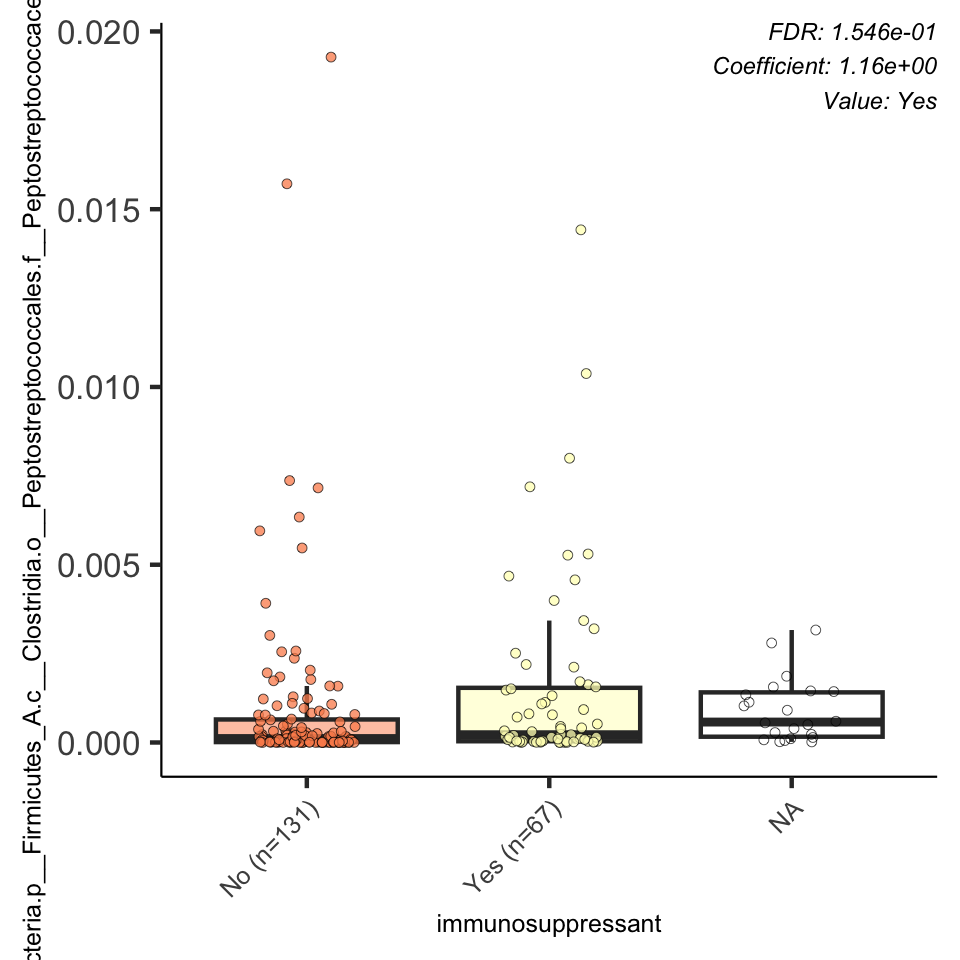 cteria.p__Firmicutes_A.c__Clostridia.o__Peptostreptococcales.f__Peptostreptococcace
0.020
0.015
0.010
0.005
0.000
FDR: 1.546e-01
Coefficient: 1.16e+00
Value: Yes
No (n=131)
Yes (n=67)
NA
immunosuppressant